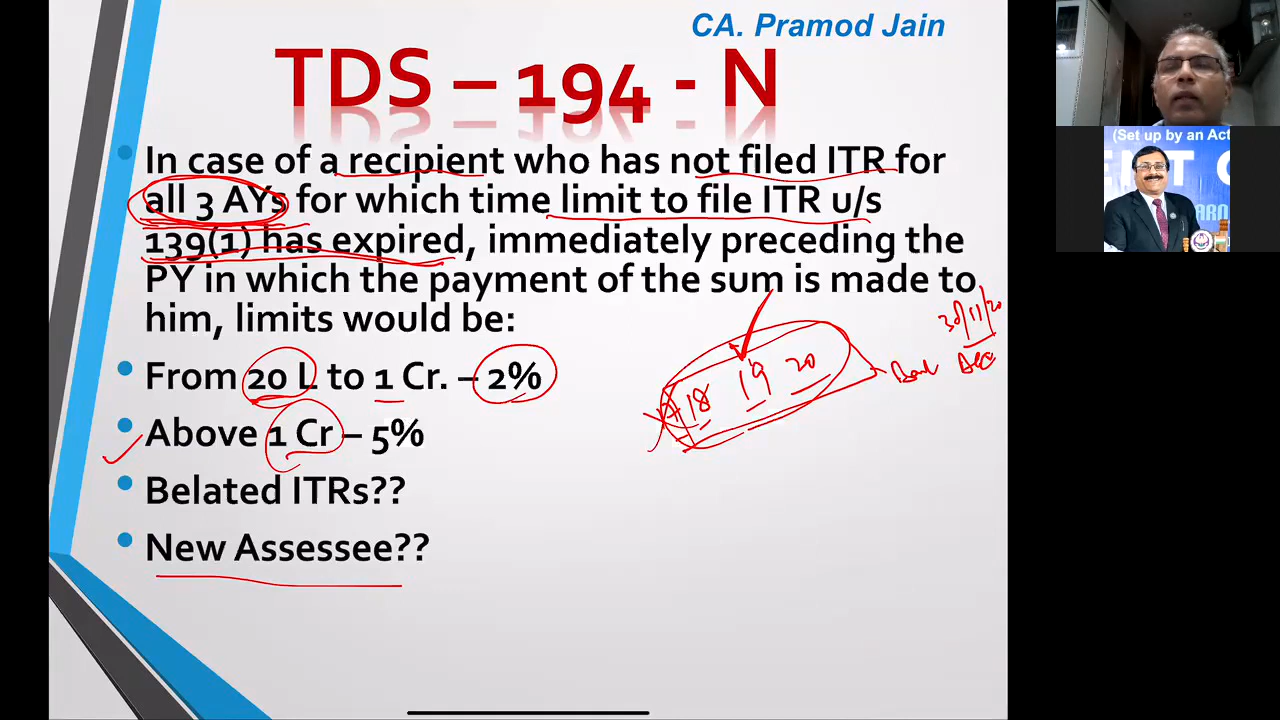 CA. Pramod Jain
TDS – 194 - N
(Set up by an Act
• In case of a recipient who has not filed ITR for
all 3 AYs for which time limit to file ITR u/s
139(1) has expired, immediately preceding the
PY in which the payment of the sum is made to
him, limits would be:
• From 20 L to 1 Cr. – 2%
• Above 1 Cr – 5%
• Belated ITRs??
• New Assessee??
18 19 20